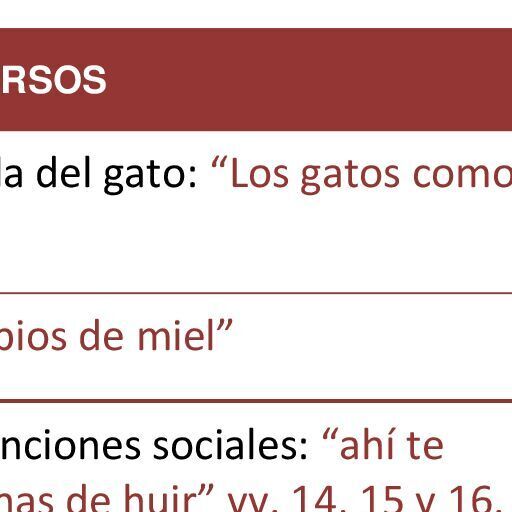 RSOS
la del gato: “Los gatos como
bios de miel”
nciones sociales: “ahí te
nas de huir” vv. 14, 15 y 16.